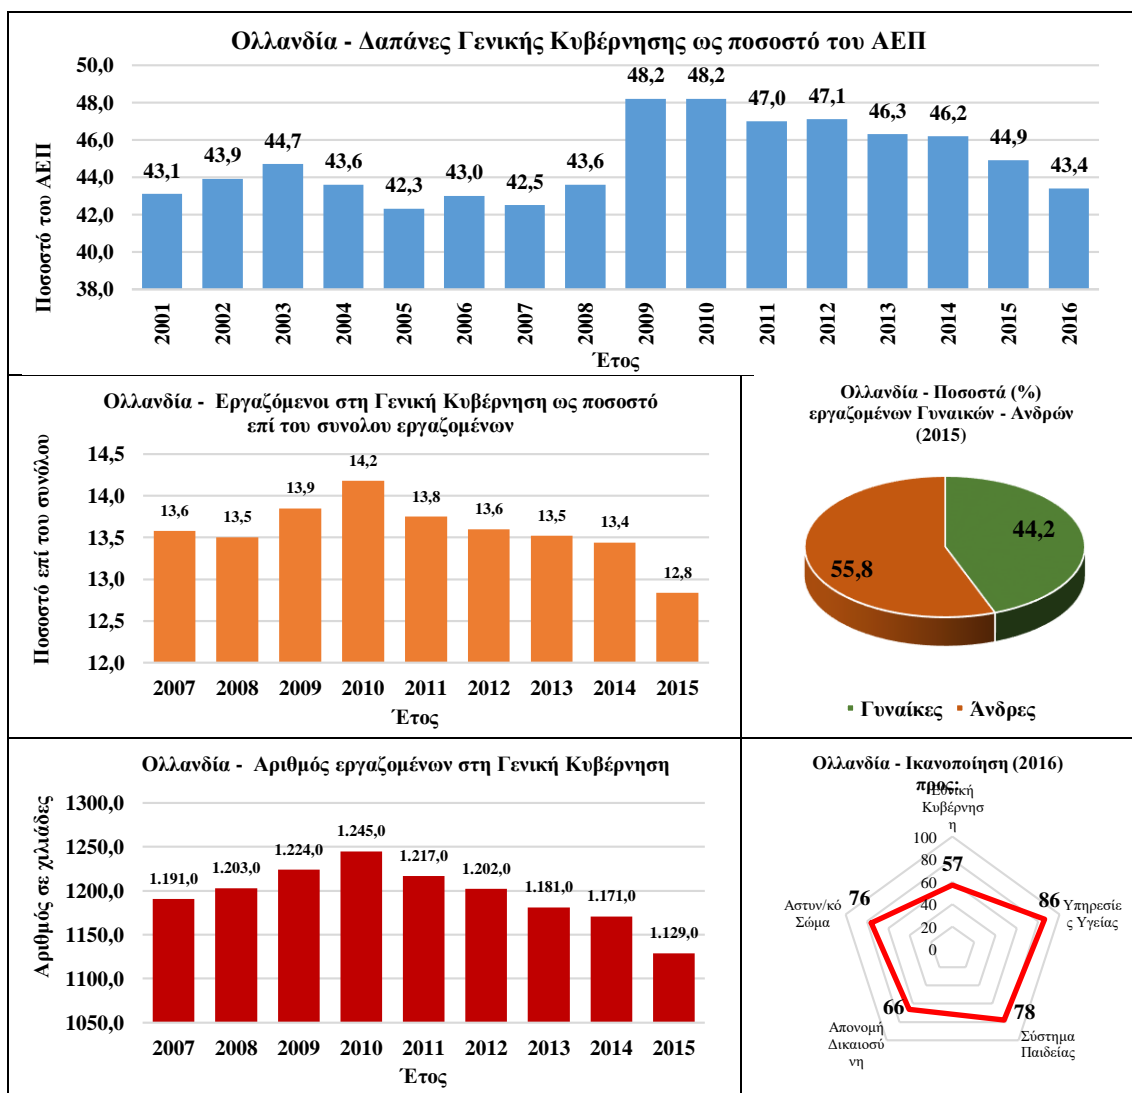 Ολλανδία - Δαπάνες Γενικής Κυβέρνησης ως ποσοστό του ΑΕΠ
Ποσοστό του ΑΕΠ
50,0
48,0
46,0
44,0
42,0
40,0
38,0
43,1
43,9
44,7
43,6
42,3
43,0
42,5
43,6
48,2
48,2
47,0
47,1
46,3
46,2
44,9
43,4
2001
2002
2003
2004
2005
2006
2007
2008
2009
2010
2011
2012
2013
2014
2015
2016
Έτος
Ολλανδία - Εργαζόμενοι στη Γενική Κυβέρνηση ως ποσοστό
επί του συνολου εργαζομένων
Ποσοστό επί του συνόλου
14,5
14,0
13,5
13,0
12,5
12,0
13,6
13,5
13,9
14,2
13,8
13,6
13,5
13,4
12,8
2007 2008 2009 2010 2011 2012 2013 2014 2015
Έτος
Ολλανδία - Ποσοστά (%)
εργαζομένων Γυναικών - Ανδρών
(2015)
44,2
55,8
Γυναίκες Άνδρες
Ολλανδία - Αριθμός εργαζομένων στη Γενική Κυβέρνηση
Αριθμός σε χιλιάδες
1300,0
1250,0
1200,0
1150,0
1100,0
1050,0
1.191,0
1.203,0
1.224,0
1.245,0
1.217,0
1.202,0
1.181,0
1.171,0
1.129,0
2007 2008 2009 2010 2011 2012 2013 2014 2015
Έτος
Ολλανδία - Ικανοποίηση (2016)
προς:
Εθνική
Κυβέρνησ
η
100
80
60
40
20
0
57
86
Υπηρεσίε
ς Υγείας
78
Σύστημα
Παιδείας
66
Απονομή
Δικαιοσύ
νη
76
Αστυν/κό
Σώμα